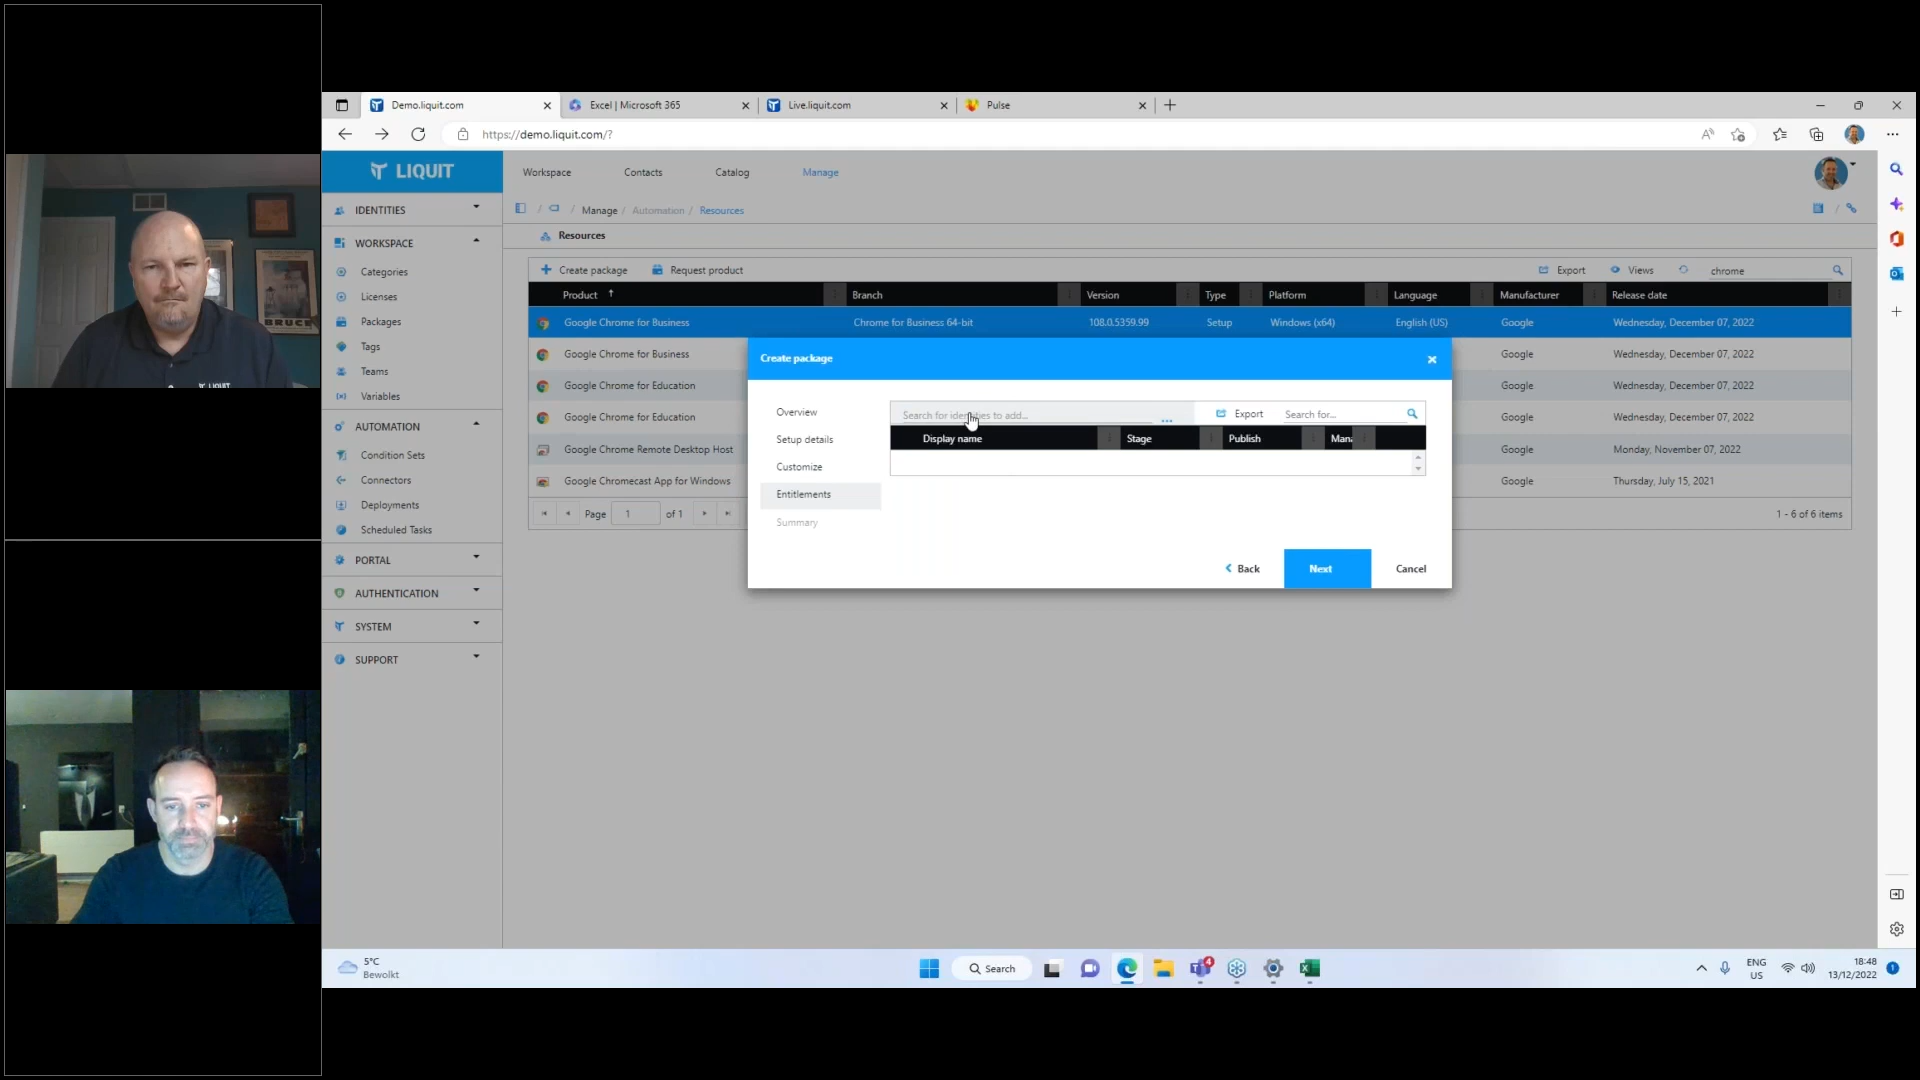 Demo.liquit.com
Excel | Microsoft 365
Live.liquit.com
Pulse
https://demo.liquit.com/?
LIQUIT
Workspace
Contacts
Catalog
Manage
Manage / Automation / Resources
Resources
IDENTITIES
WORKSPACE
Categories
Licenses
Packages
Tags
Teams
Variables
AUTOMATION
Condition Sets
Connectors
Deployments
Scheduled Tasks
PORTAL
AUTHENTICATION
SYSTEM
SUPPORT
Create package
Request product
Export
Views
chrome
Product
Branch
Version
Type
Platform
Language
Manufacturer
Release date
Google Chrome for Business Chrome for Business 64-bit 108.0.5359.99 Setup Windows (x64) English (US) Google Wednesday, December 07, 2022
Google Chrome for Business Google Wednesday, December 07, 2022
Google Chrome for Education Google Wednesday, December 07, 2022
Google Chrome for Education Google Wednesday, December 07, 2022
Google Chrome Remote Desktop Host Google Monday, November 07, 2022
Google Chromecast App for Windows Google Thursday, July 15, 2021
Page 1 of 1
1 - 6 of 6 items
Create package
Overview
Setup details
Customize
Entitlements
Summary
Search for identities to add...
...
Export
Search for...
Display name
Stage
Publish
Mana
Back
Next
Cancel
BRUCE
LIQUIT
5°C
Bewolkt
Search
4
ENG
US
18:48
13/12/2022
1